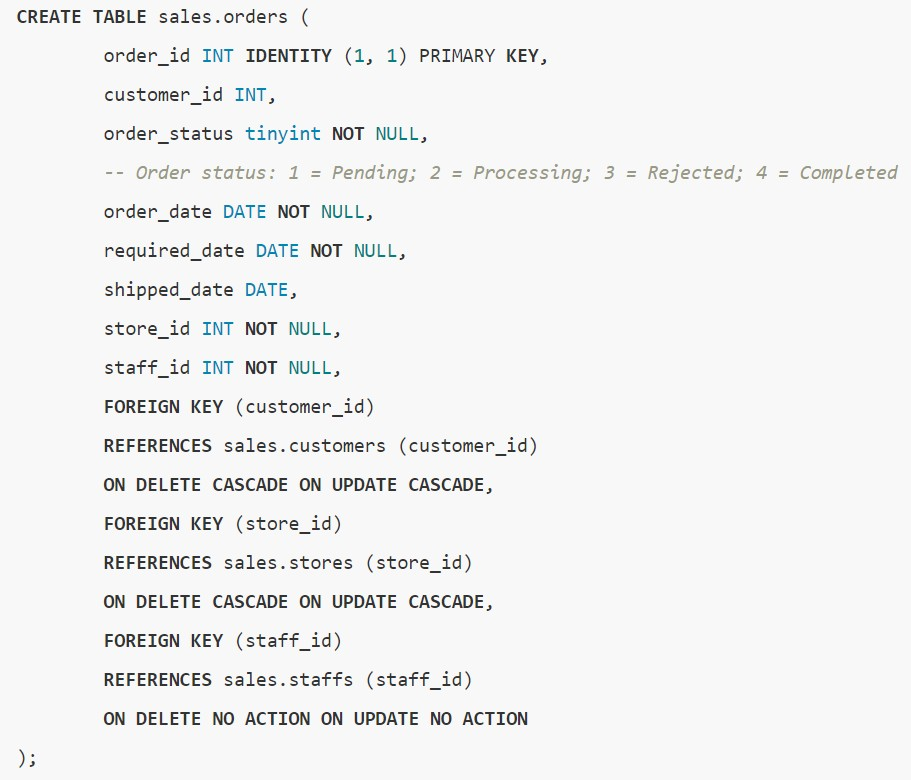 CREATE TABLE sales.orders (
order_id INT IDENTITY (1, 1) PRIMARY KEY,
customer_id INT,
order_status tinyint NOT NULL,
-- Order status: 1 = Pending; 2 = Processing; 3 = Rejected; 4 = Completed
order_date DATE NOT NULL,
required_date DATE NOT NULL,
shipped_date DATE,
store_id INT NOT NULL,
staff_id INT NOT NULL,
FOREIGN KEY (customer_id)
REFERENCES sales.customers (customer_id)
ON DELETE CASCADE ON UPDATE CASCADE,
FOREIGN KEY (store_id)
REFERENCES sales.stores (store_id)
ON DELETE CASCADE ON UPDATE CASCADE,
FOREIGN KEY (staff_id)
REFERENCES sales.staffs (staff_id)
ON DELETE NO ACTION ON UPDATE NO ACTION
);